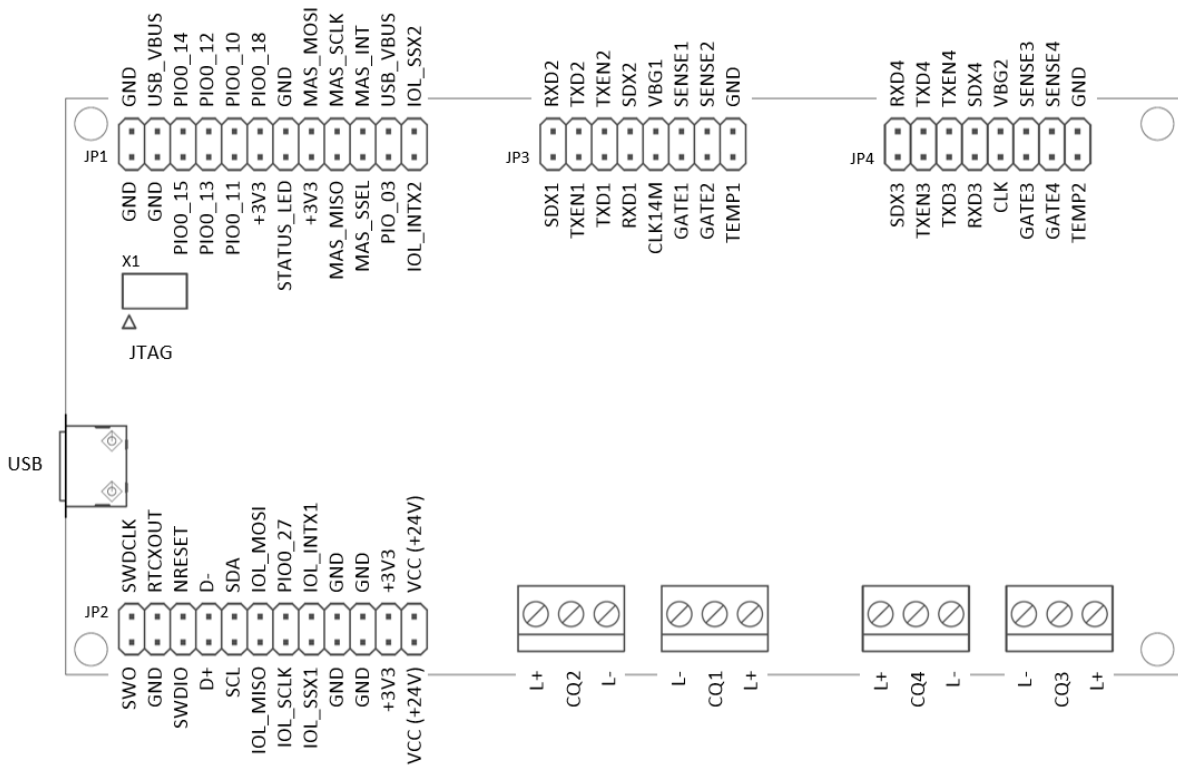 GND
USB_VBUS
PIO0_14
PIO0_12
PIO0_10
PIO0_18
GND
MAS_MOSI
MAS_SCLK
MAS_INT
USB_VBUS
IOL_SSX2
JP1
GND
GND
PIO0_15
PIO0_13
PIO0_11
+3V3
STATUS_LED
+3V3
MAS_MISO
MAS_SSEL
PIO_03
IOL_INTX2
RXD2
TXD2
TXEN2
SDX2
VBG1
SENSE1
SENSE2
GND
JP3
SDX1
TXEN1
TXD1
RXD1
CLK14M
GATE1
GATE2
TEMP1
RXD4
TXD4
TXEN4
SDX4
VBG2
SENSE3
SENSE4
GND
JP4
SDX3
TXEN3
TXD3
RXD3
CLK
GATE3
GATE4
TEMP2
X1
JTAG
USB
SWDCLK
RTCXOUT
NRESET
D-
SDA
IOL_MOSI
PIO0_27
IOL_INTX1
GND
GND
+3V3
VCC (+24V)
JP2
SWO
GND
SWDIO
D+
SCL
IOL_MISO
IOL_SCLK
IOL_SSX1
GND
GND
+3V3
VCC (+24V)
L+
CQ2
L-
L-
CQ1
L+
L+
CQ4
L-
L-
CQ3
L+